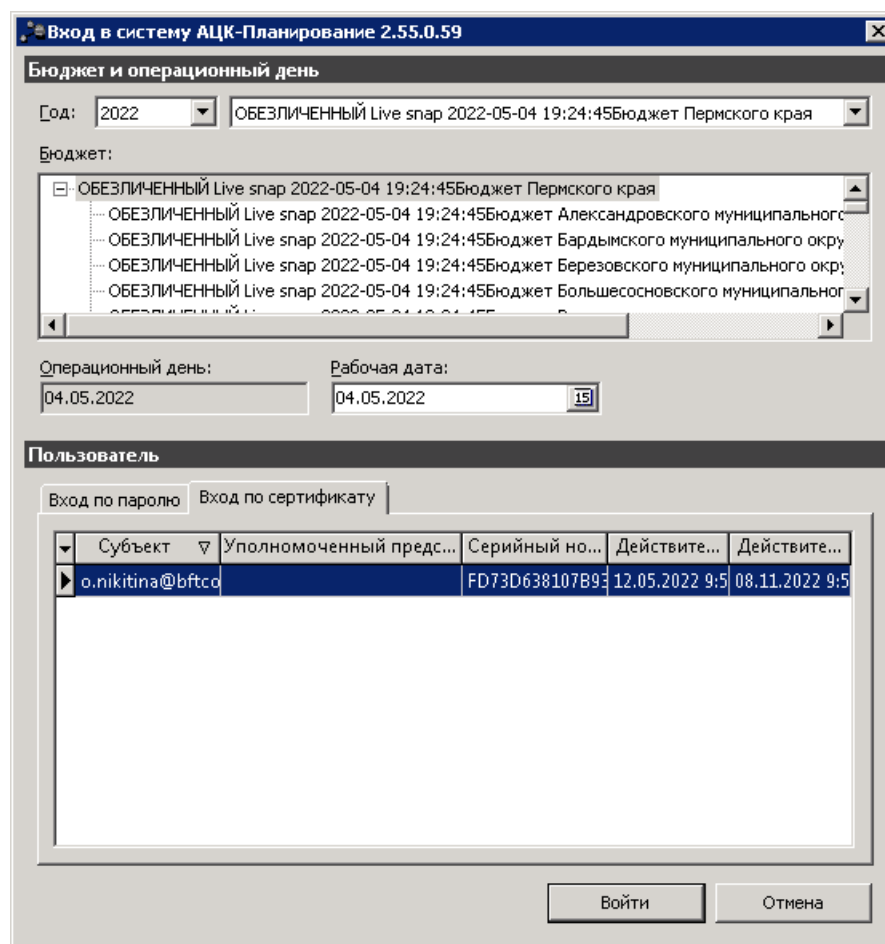 Вход в систему АЦК-Планирование 2.55.0.59
Бюджет и операционный день
Год: 2022 ОБЕЗЛИЧЕННЫЙ Live snap 2022-05-04 19:24:45Бюджет Пермского края
Бюджет:
ОБЕЗЛИЧЕННЫЙ Live snap 2022-05-04 19:24:45Бюджет Пермского края
ОБЕЗЛИЧЕННЫЙ Live snap 2022-05-04 19:24:45Бюджет Александровского муниципального
ОБЕЗЛИЧЕННЫЙ Live snap 2022-05-04 19:24:45Бюджет Бардымского муниципального окру
ОБЕЗЛИЧЕННЫЙ Live snap 2022-05-04 19:24:45Бюджет Березовского муниципального окру
ОБЕЗЛИЧЕННЫЙ Live snap 2022-05-04 19:24:45Бюджет Большесосновского муниципальног
Операционный день: Рабочая дата:
04.05.2022 04.05.2022 15
Пользователь
Вход по паролю Вход по сертификату
Субъект Уполномоченный предс... Серийный но... Действите... Действите...
o.nikitina@bftco FD73D638107B93 12.05.2022 9:5 08.11.2022 9:5
Войти Отмена